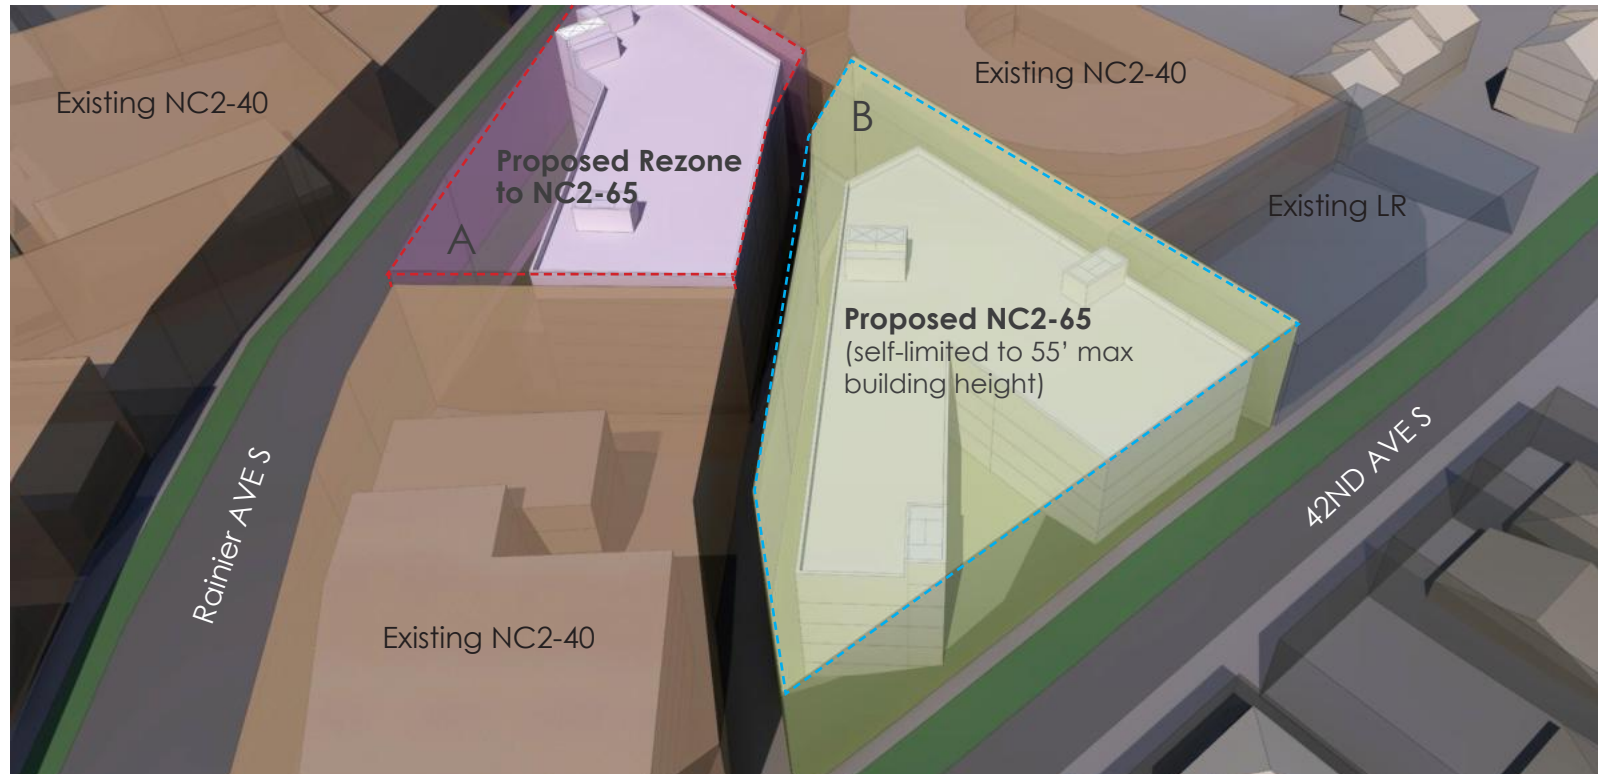 Existing NC2-40
Existing NC2-40
B
Proposed Rezone
to NC2-65
A
Existing LR
Proposed NC2-65
(self-limited to 55' max
building height)
Rainier AVE S
42ND AVE S
Existing NC2-40